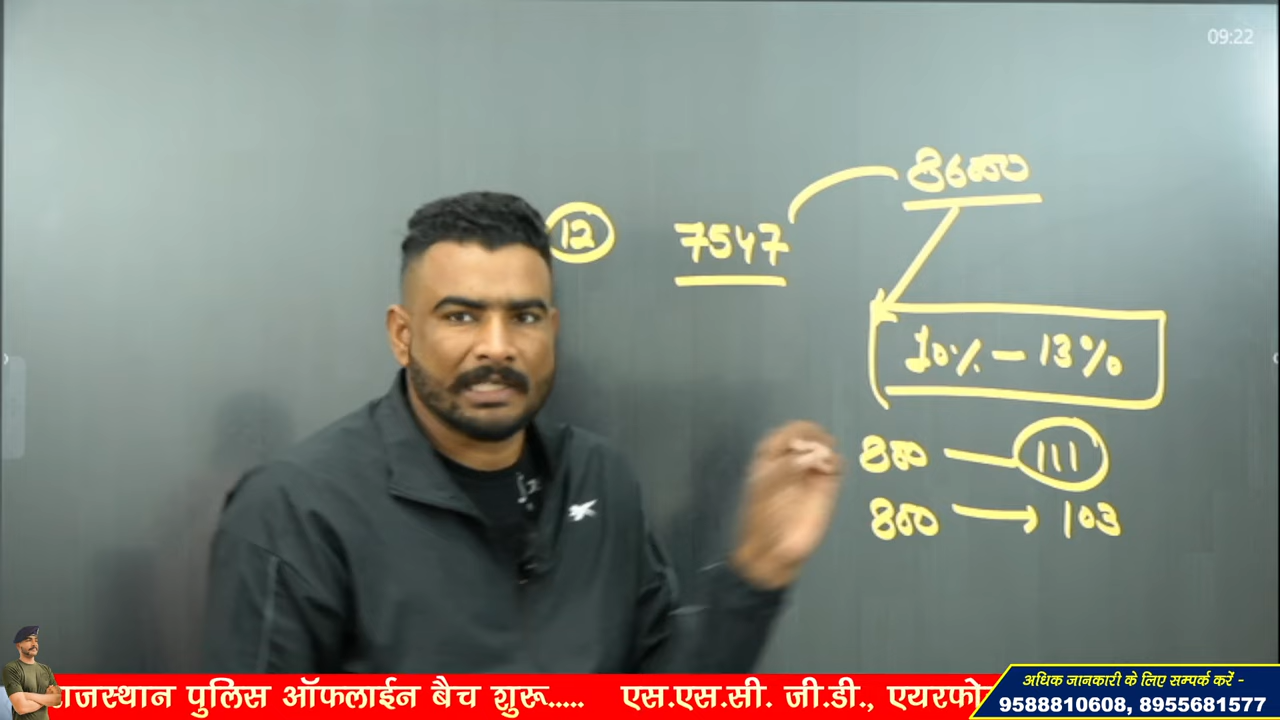 09:22
86000
12 7547
10% - 13%
800 — 111
800 → 103
राजस्थान पुलिस ऑफलाईन बैच शुरू..... एस.एस.सी. जी.डी., एयरफो
अधिक जानकारी के लिए सम्पर्क करें -
9588810608, 8955681577